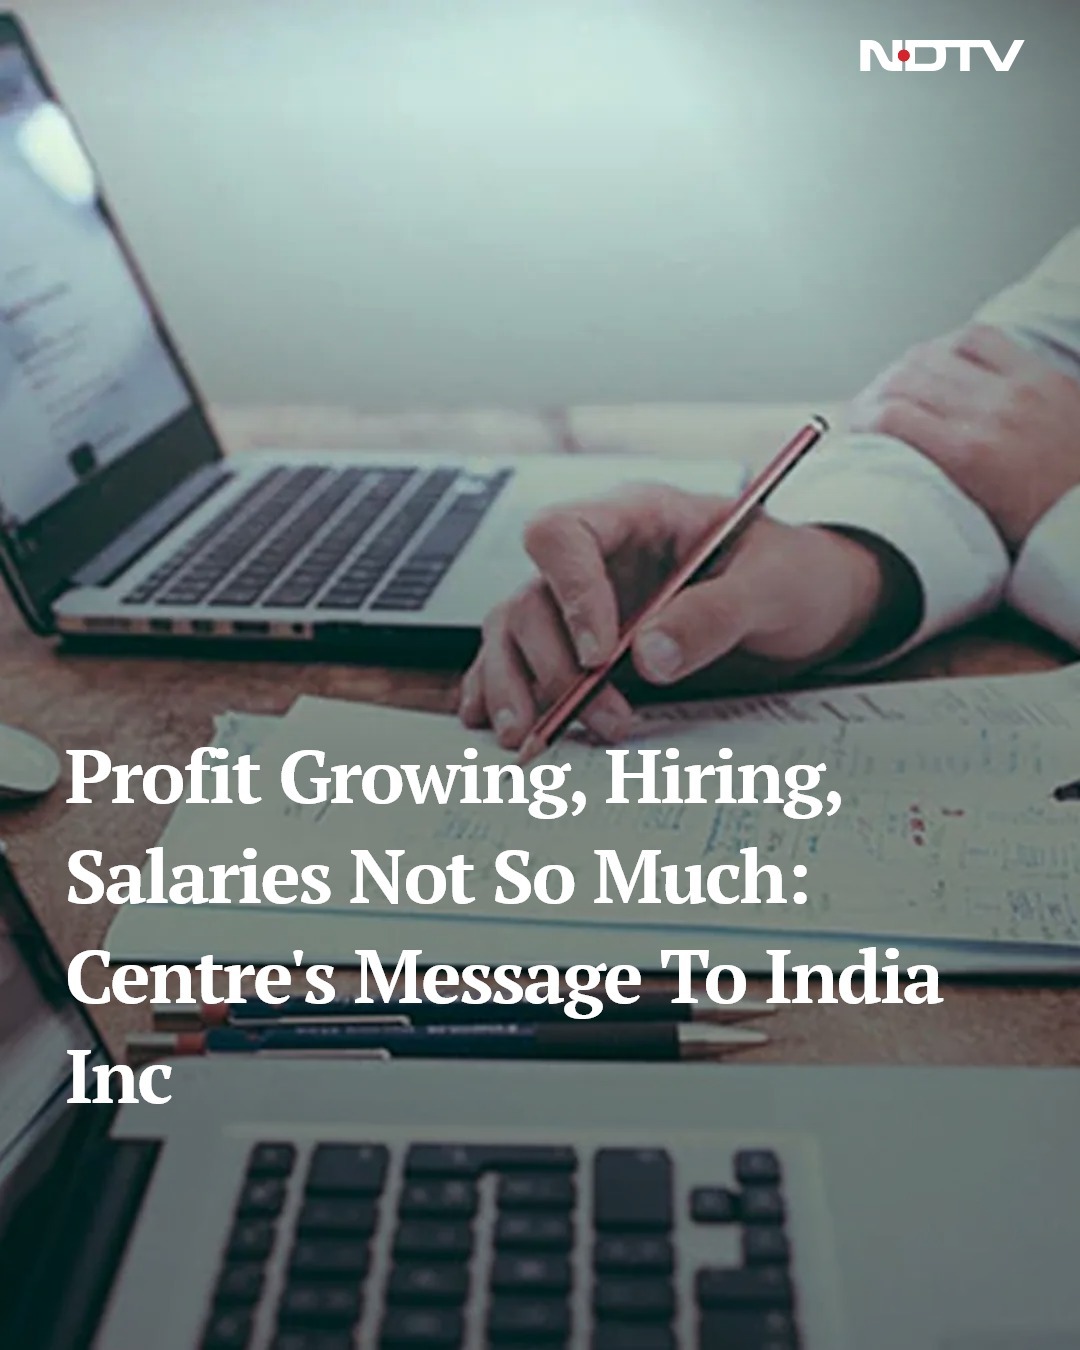 NDTV
Profit Growing, Hiring,
Salaries Not So Much:
Centre's Message To India
Inc